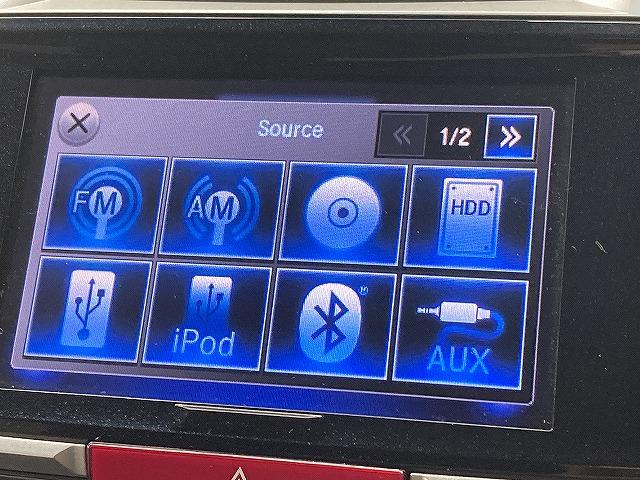 Source
1/2
FM
AM
HDD
iPod
AUX